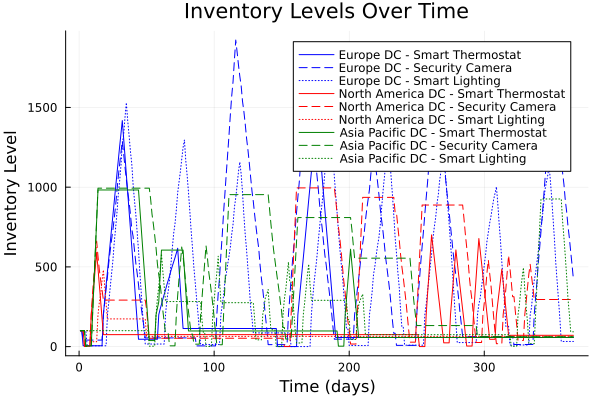 Inventory Levels Over Time
Inventory Level
1500
1000
500
0
Europe DC - Smart Thermostat
Europe DC - Security Camera
Europe DC - Smart Lighting
North America DC - Smart Thermostat
North America DC - Security Camera
North America DC - Smart Lighting
Asia Pacific DC - Smart Thermostat
Asia Pacific DC - Security Camera
Asia Pacific DC - Smart Lighting
0 100 200 300
Time (days)